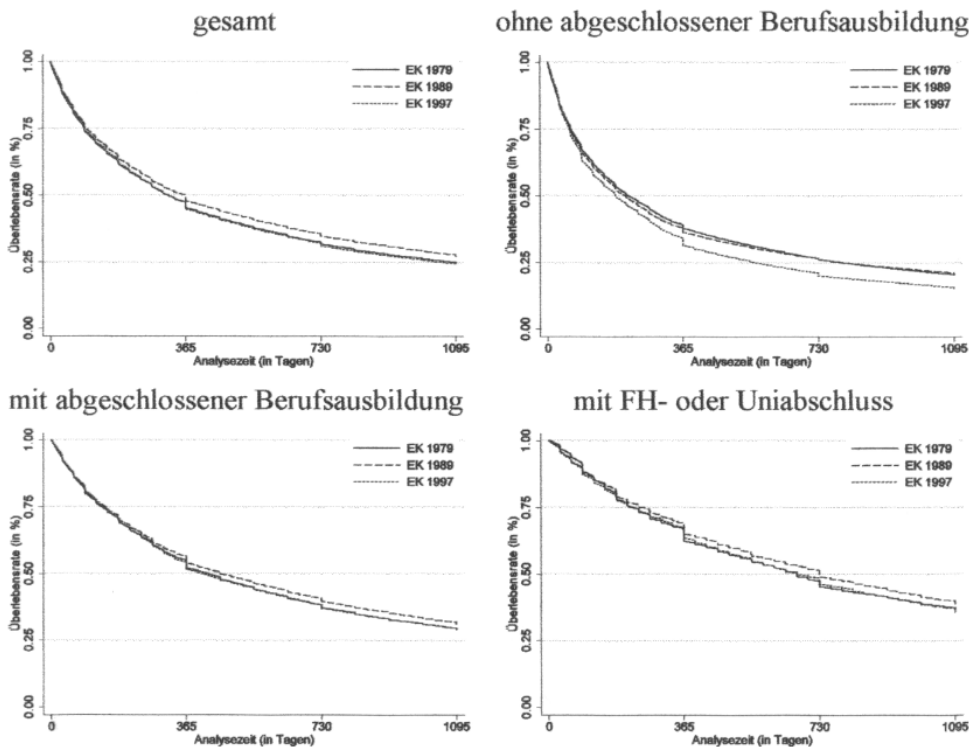 gesamt
Überlebensrate (in %)
1.00
0.75
0.50
0.25
0.00
EK 1979
EK 1989
EK 1997
0
365
730
1095
Analysezeit (in Tagen)
ohne abgeschlossener Berufsausbildung
Überlebensrate (in %)
1.00
0.75
0.50
0.25
0.00
EK 1979
EK 1989
EK 1997
0
365
730
1095
Analysezeit (in Tagen)
mit abgeschlossener Berufsausbildung
Überlebensrate (in %)
1.00
0.75
0.50
0.25
0.00
EK 1979
EK 1989
EK 1997
0
365
730
1095
Analysezeit (in Tagen)
mit FH- oder Uniabschluss
Überlebensrate (in %)
1.00
0.75
0.50
0.25
0.00
EK 1979
EK 1989
EK 1997
0
365
730
1095
Analysezeit (in Tagen)